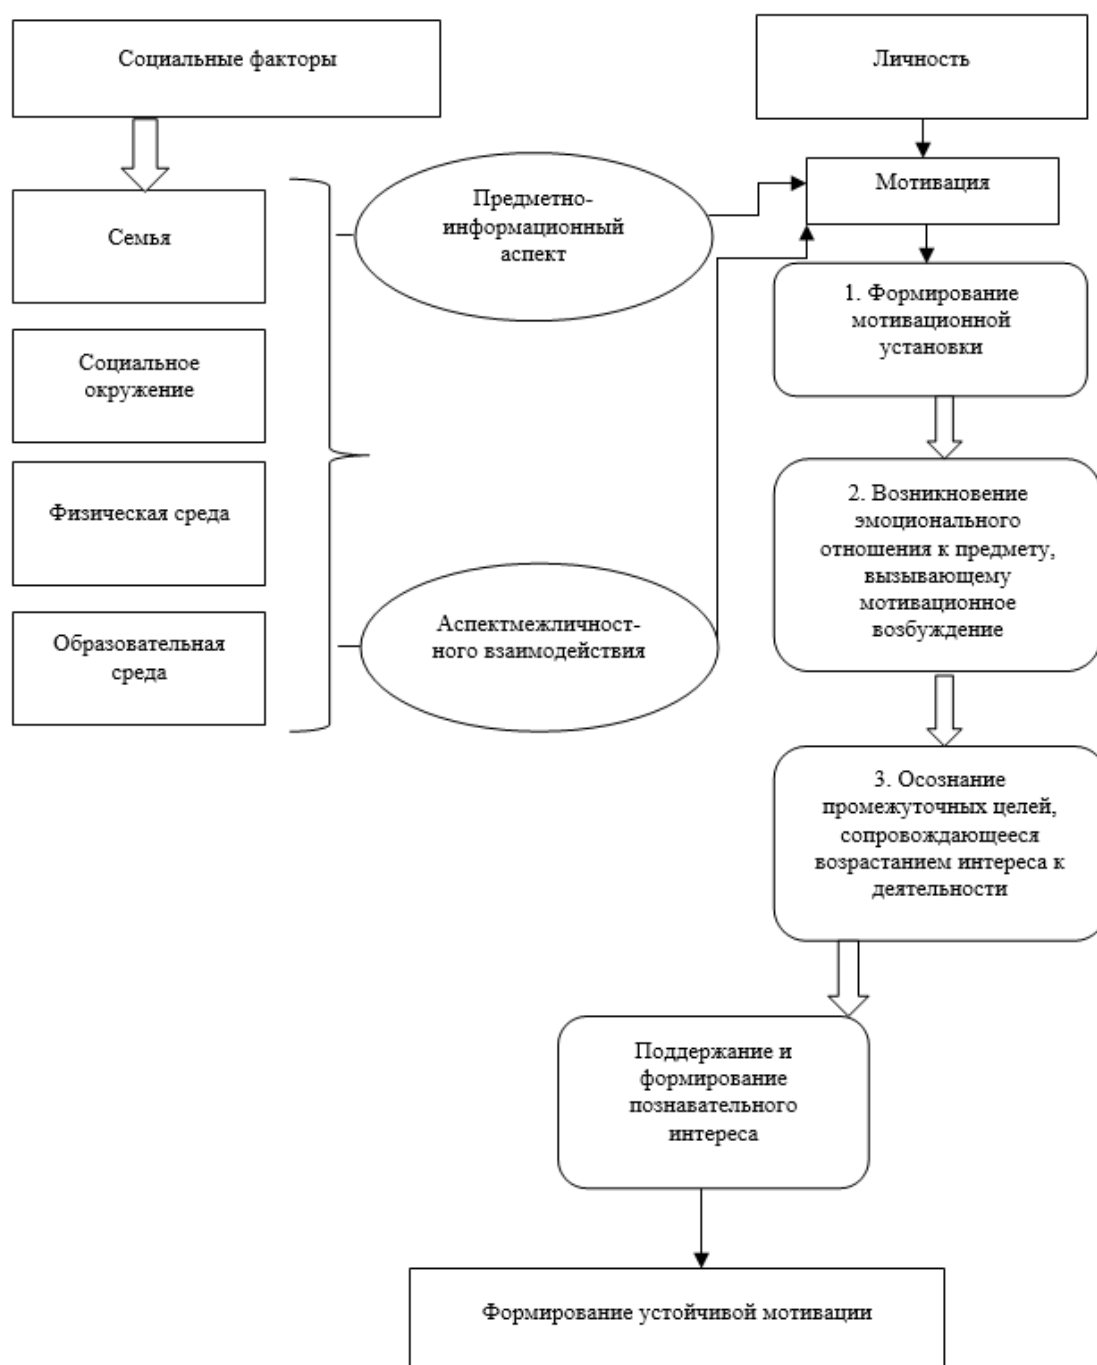 Социальные факторы
Личность
Мотивация
Семья
Предметно-
информационный
аспект
1. Формирование
мотивационной
установки
Социальное
окружение
2. Возникновение
эмоционального
отношения к предмету,
вызывающему
мотивационное
возбуждение
Физическая среда
Образовательная
среда
Аспектмежличност-
ного взаимодействия
3. Осознание
промежуточных целей,
сопровождающееся
возрастанием интереса к
деятельности
Поддержание и
формирование
познавательного
интереса
Формирование устойчивой мотивации